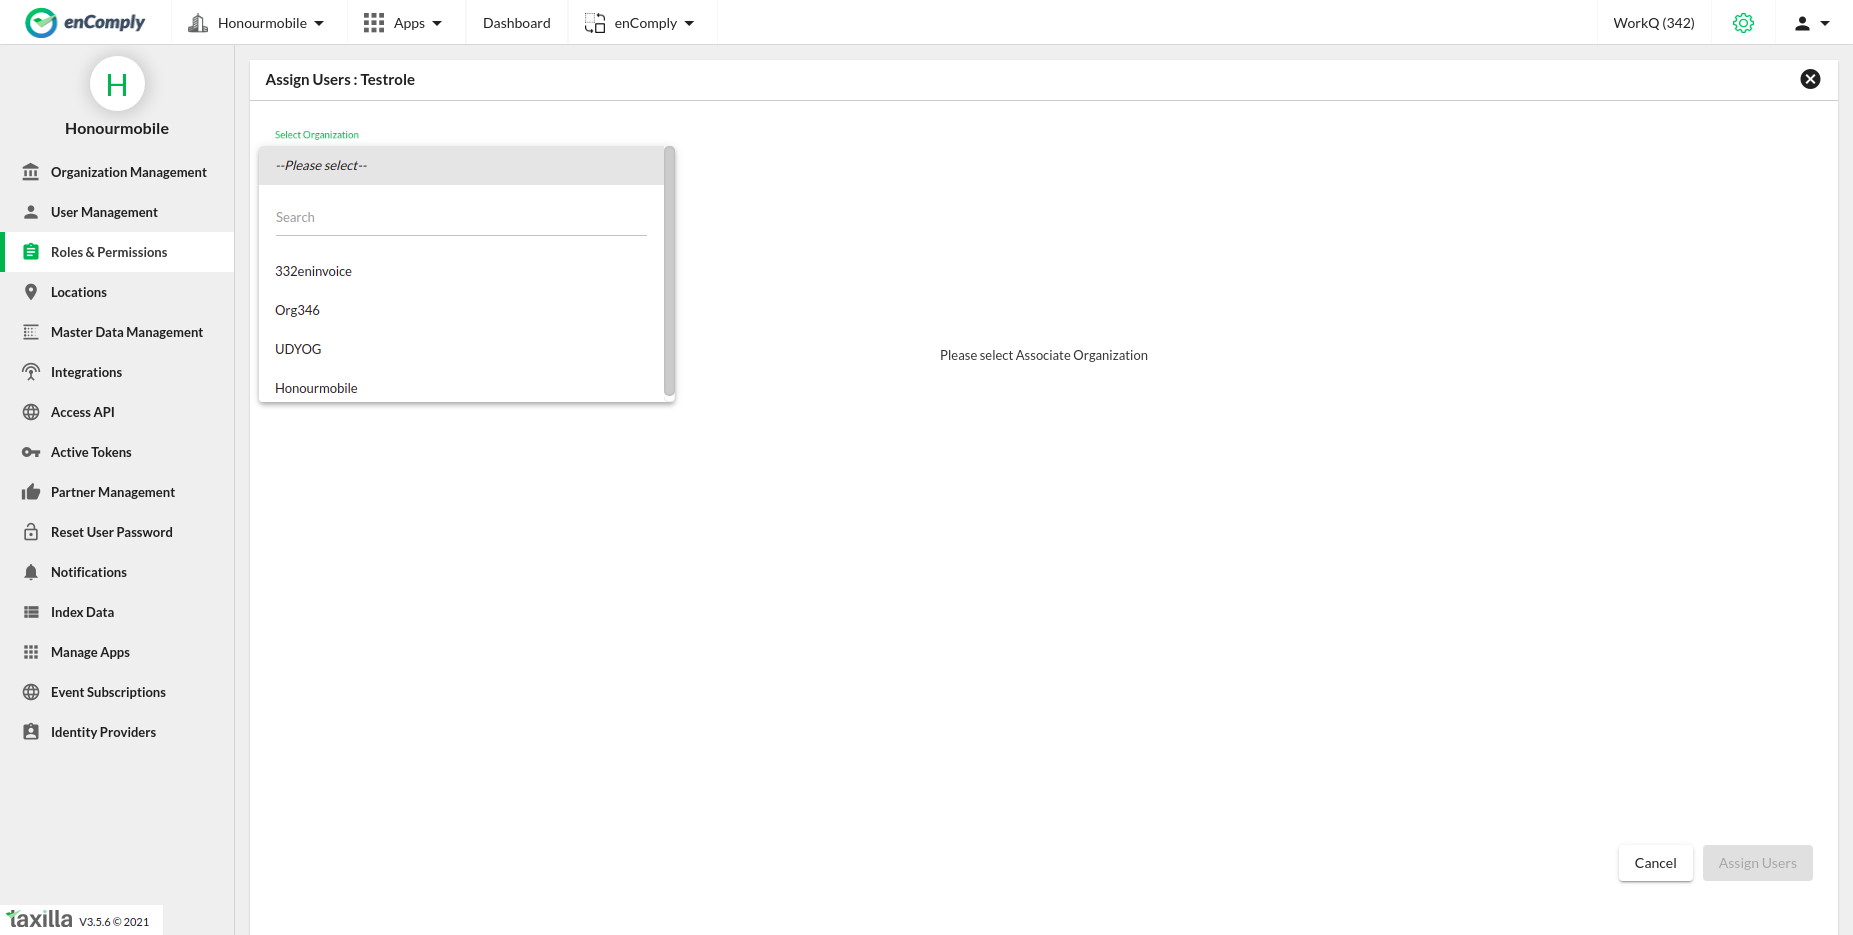 enComply
Honourmobile
Apps
Dashboard
enComply
WorkQ (342)
H
Honourmobile
Organization Management
User Management
Roles & Permissions
Locations
Master Data Management
Integrations
Access API
Active Tokens
Partner Management
Reset User Password
Notifications
Index Data
Manage Apps
Event Subscriptions
Identity Providers
taxilla V3.5.6 © 2021
Assign Users : Testrole
Select Organization
--Please select--
Search
332eninvoice
Org346
UDYOG
Honourmobile
Please select Associate Organization
Cancel
Assign Users